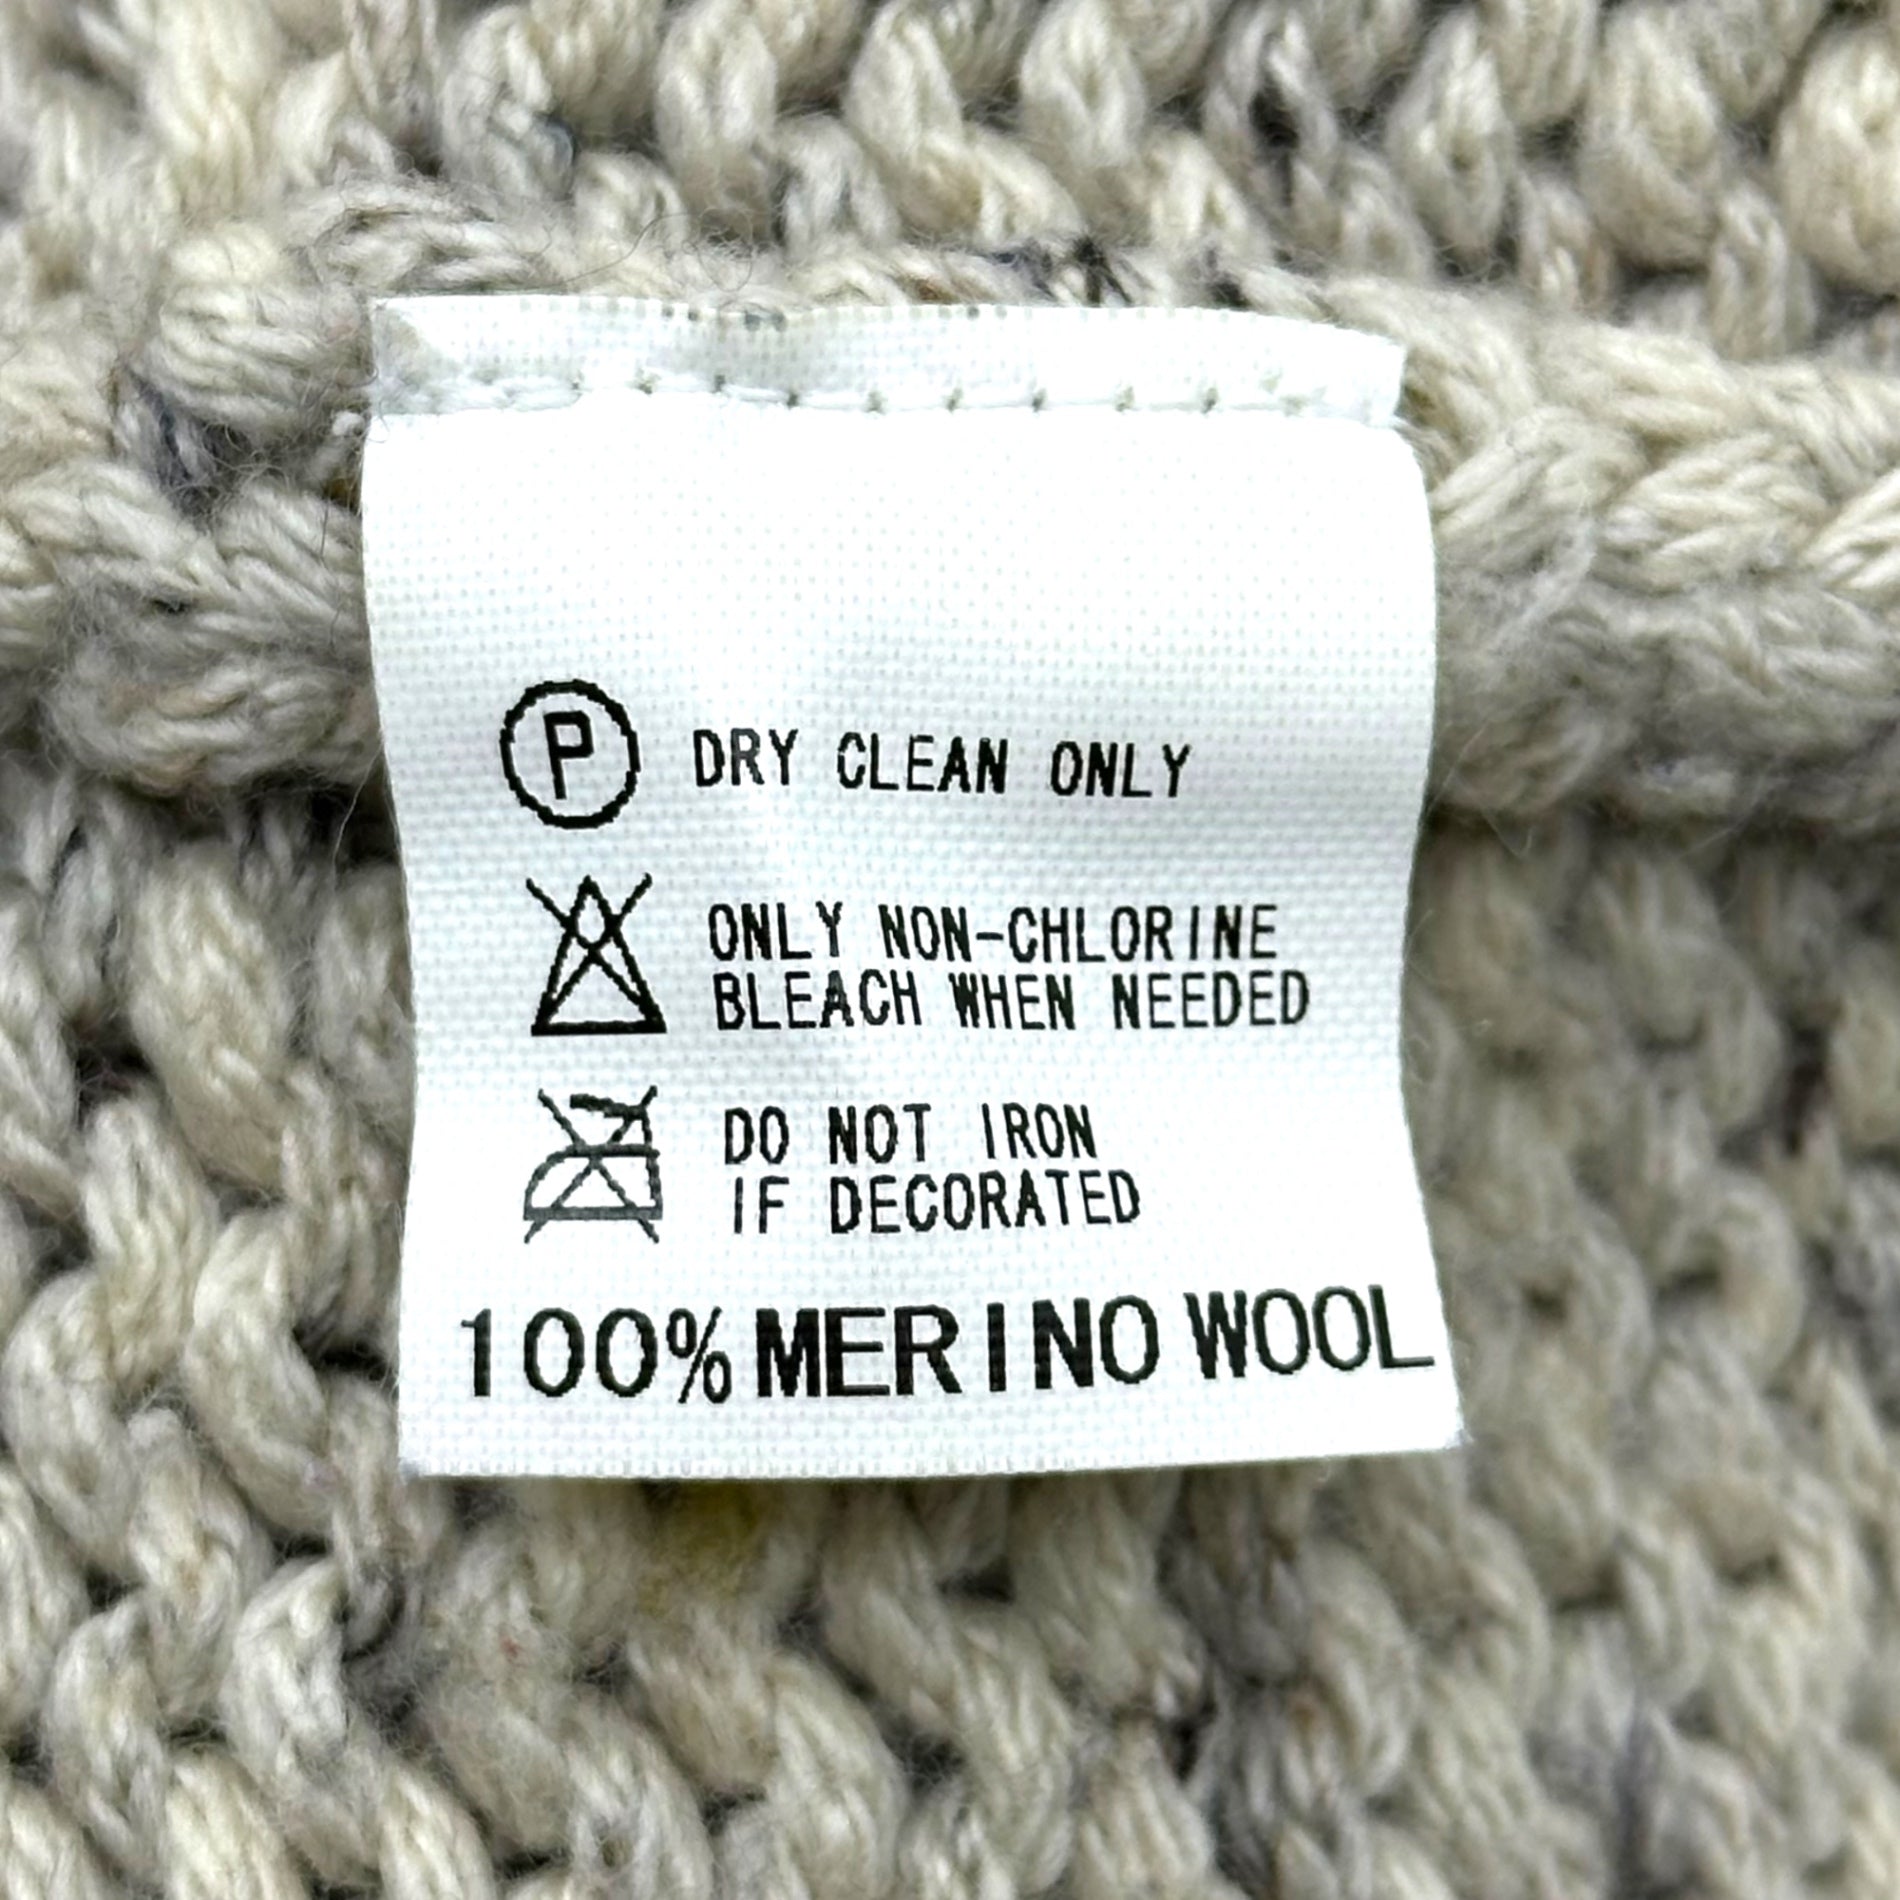 P DRY CLEAN ONLY
ONLY NON-CHLORINE
BLEACH WHEN NEEDED
DO NOT IRON
IF DECORATED
100% MERINO WOOL